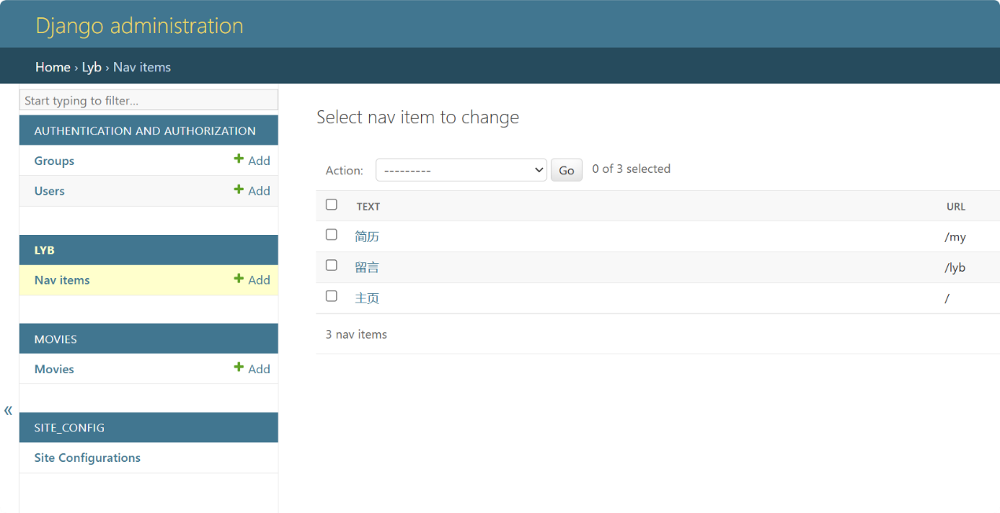 Django administration
Home › Lyb › Nav items
Start typing to filter...
AUTHENTICATION AND AUTHORIZATION
Groups + Add
Users + Add
LYB
Nav items + Add
MOVIES
Movies + Add
«
SITE_CONFIG
Site Configurations
Select nav item to change
Action: --------- Go 0 of 3 selected
TEXT URL
简历 /my
留言 /lyb
主页 /
3 nav items